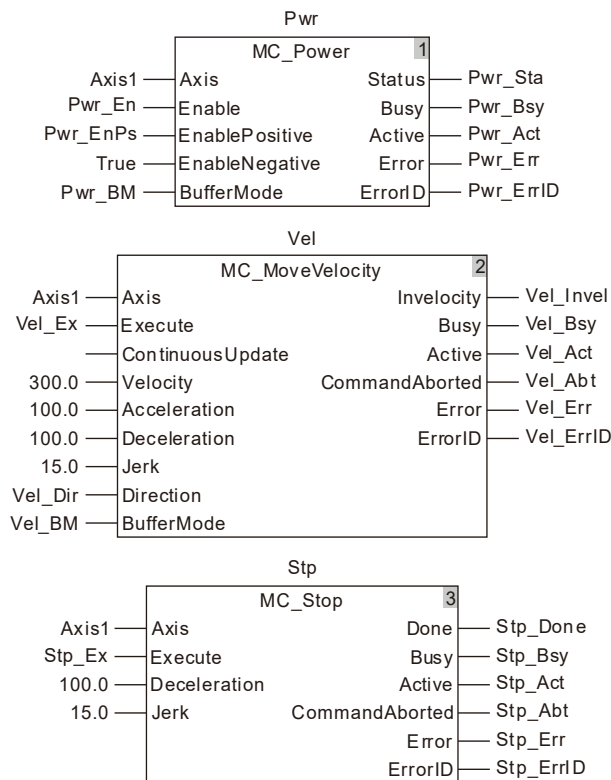 Pwr
MC_Power 1
Axis1 Axis Status Pwr_Sta
Pwr_En Enable Busy Pwr_Bsy
Pwr_EnPs EnablePositive Active Pwr_Act
True EnableNegative Error Pwr_Err
Pwr_BM BufferMode ErrorID Pwr_ErrID
Vel
MC_MoveVelocity 2
Axis1 Axis Invelocity Vel_Invel
Vel_Ex Execute Busy Vel_Bsy
ContinuousUpdate Active Vel_Act
300.0 Velocity CommandAborted Vel_Abt
100.0 Acceleration Error Vel_Err
100.0 Deceleration ErrorID Vel_ErrID
15.0 Jerk
Vel_Dir Direction
Vel_BM BufferMode
Stp
MC_Stop 3
Axis1 Axis Done Stp_Done
Stp_Ex Execute Busy Stp_Bsy
100.0 Deceleration Active Stp_Act
15.0 Jerk CommandAborted Stp_Abt
Error Stp_Err
ErrorID Stp_ErrID